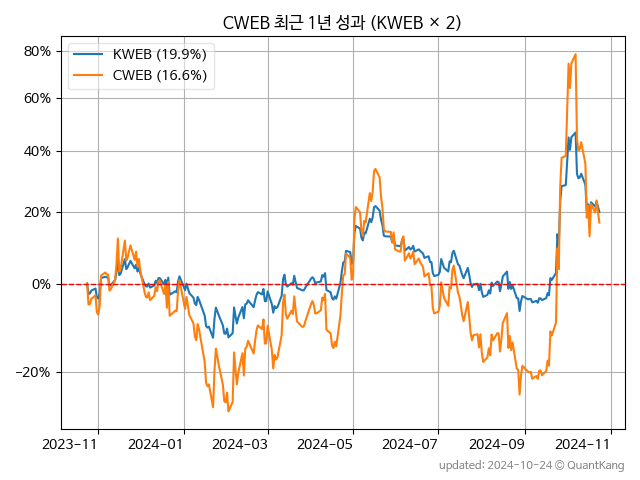 CWEB 최근 1년 성과 (KWEB × 2)
KWEB (19.9%)
CWEB (16.6%)
80%
60%
40%
20%
0%
−20%
2023-11 2024-01 2024-03 2024-05 2024-07 2024-09 2024-11
updated: 2024-10-24 @ QuantKang